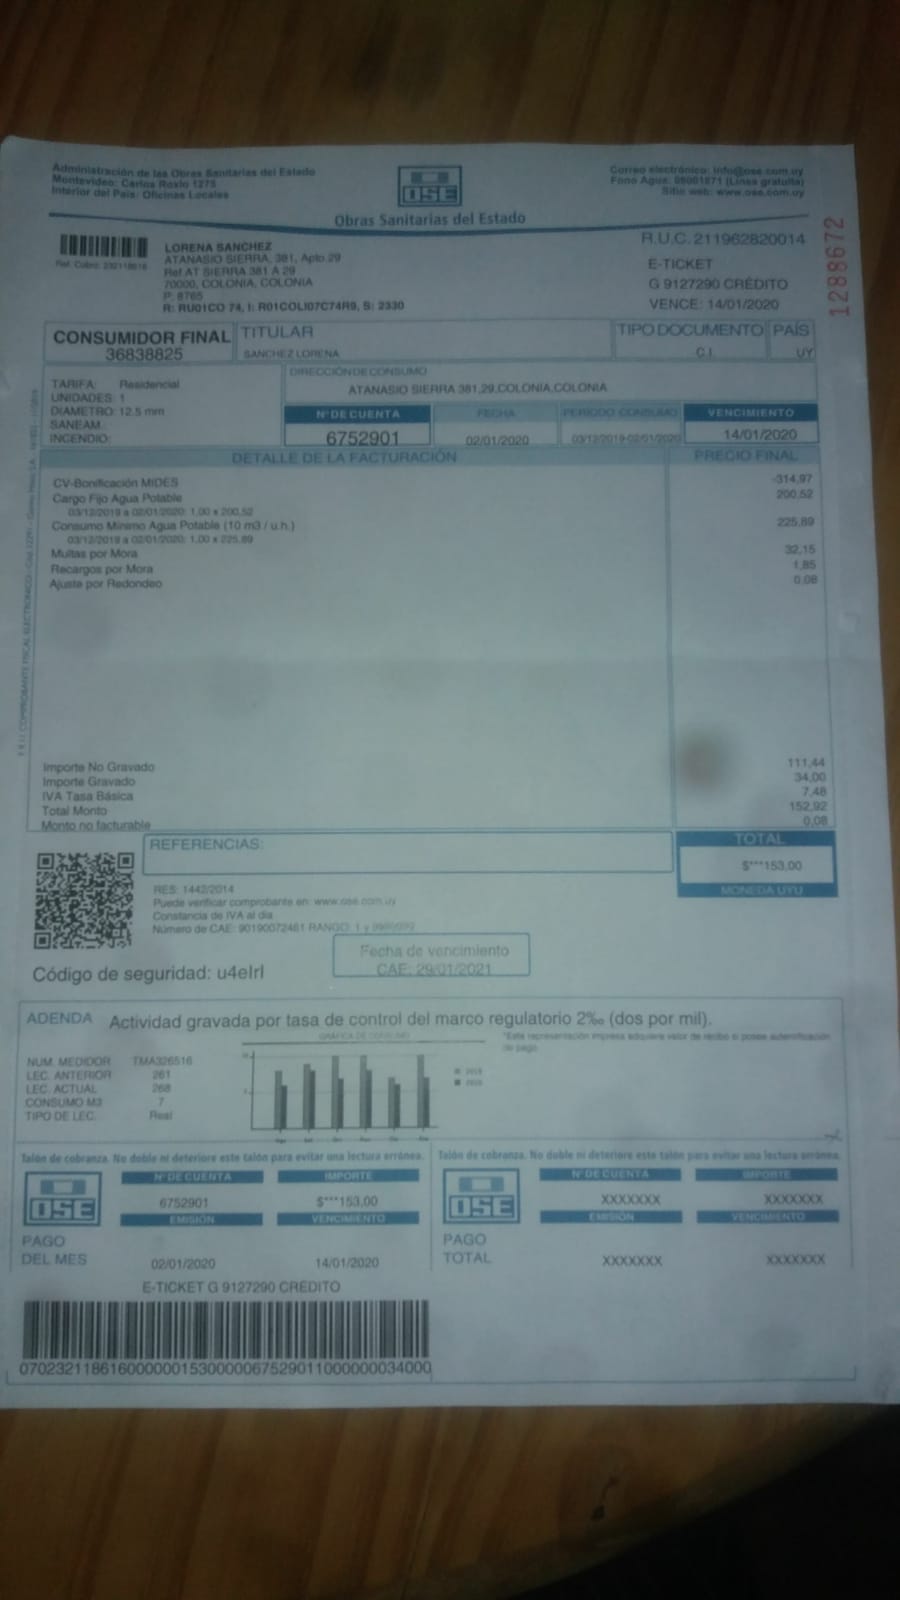 Administración de las Obras Sanitarias del Estado
Montevideo: Carlos Roxlo 1275
Interior del País: Oficinas Locales
OSE
Obras Sanitarias del Estado
Correo electrónico: info@ose.com.uy
Fono Agua: 08001871 (Línea gratuita)
Sitio web: www.ose.com.uy
LORENA SANCHEZ
ATANASIO SIERRA, 381, Apto.29
Ref AT SIERRA 381 A 29
70000, COLONIA, COLONIA
P: 8765
R: RU01CO 74, I: R01COLI07C74R9, S: 2330
R.U.C. 211962820014
E-TICKET
G 9127290 CRÉDITO
VENCE: 14/01/2020
1288672
CONSUMIDOR FINAL
36838825
TITULAR
SANCHEZ LORENA
TIPO DOCUMENTO
C.I.
PAÍS
UY
TARIFA: Residencial
UNIDADES: 1
DIAMETRO: 12.5 mm
SANEAM.
INCENDIO:
DIRECCIÓN DE CONSUMO
ATANASIO SIERRA 381,29,COLONIA,COLONIA
Nº DE CUENTA
6752901
FECHA
02/01/2020
PERIODO CONSUMO
03/12/2019-02/01/2020
VENCIMIENTO
14/01/2020
DETALLE DE LA FACTURACIÓN
PRECIO FINAL
CV-Bonificación MIDES -314,97
Cargo Fijo Agua Potable 200,52
03/12/2019 a 02/01/2020: 1,00 x 200,52
Consumo Mínimo Agua Potable (10 m3 / u.h.) 225,89
03/12/2019 a 02/01/2020: 1,00 x 225,89
Multas por Mora 32,15
Recargos por Mora 1,85
Ajuste por Redondeo 0,08
Importe No Gravado 111,44
Importe Gravado 34,00
IVA Tasa Básica 7,48
Total Monto 152,92
Monto no facturable 0,08
REFERENCIAS:
TOTAL
$***153,00
MONEDA UYU
RES: 1442/2014
Puede verificar comprobante en: www.ose.com.uy
Constancia de IVA al día
Número de CAE: 90190072461 RANGO: 1 y
Fecha de vencimiento
CAE: 29/01/2021
Código de seguridad: u4eIrI
ADENDA Actividad gravada por tasa de control del marco regulatorio 2‰ (dos por mil).
GRÁFICA DE CONSUMO
*Esta representación impresa adquiere valor de recibo si posee autentificación
de pago
NUM. MEDIDOR TMA326516
LEC. ANTERIOR 261
LEC. ACTUAL 268
CONSUMO M3 7
TIPO DE LEC. Real
Talón de cobranza. No doble ni deteriore este talón para evitar una lectura errónea.
OSE
Nº DE CUENTA
6752901
IMPORTE
$***153,00
EMISIÓN
VENCIMIENTO
PAGO
DEL MES
02/01/2020
14/01/2020
E-TICKET G 9127290 CRÉDITO
Talón de cobranza. No doble ni deteriore este talón para evitar una lectura errónea.
OSE
Nº DE CUENTA
XXXXXXX
IMPORTE
XXXXXXX
EMISIÓN
VENCIMIENTO
PAGO
TOTAL
XXXXXXX
XXXXXXX